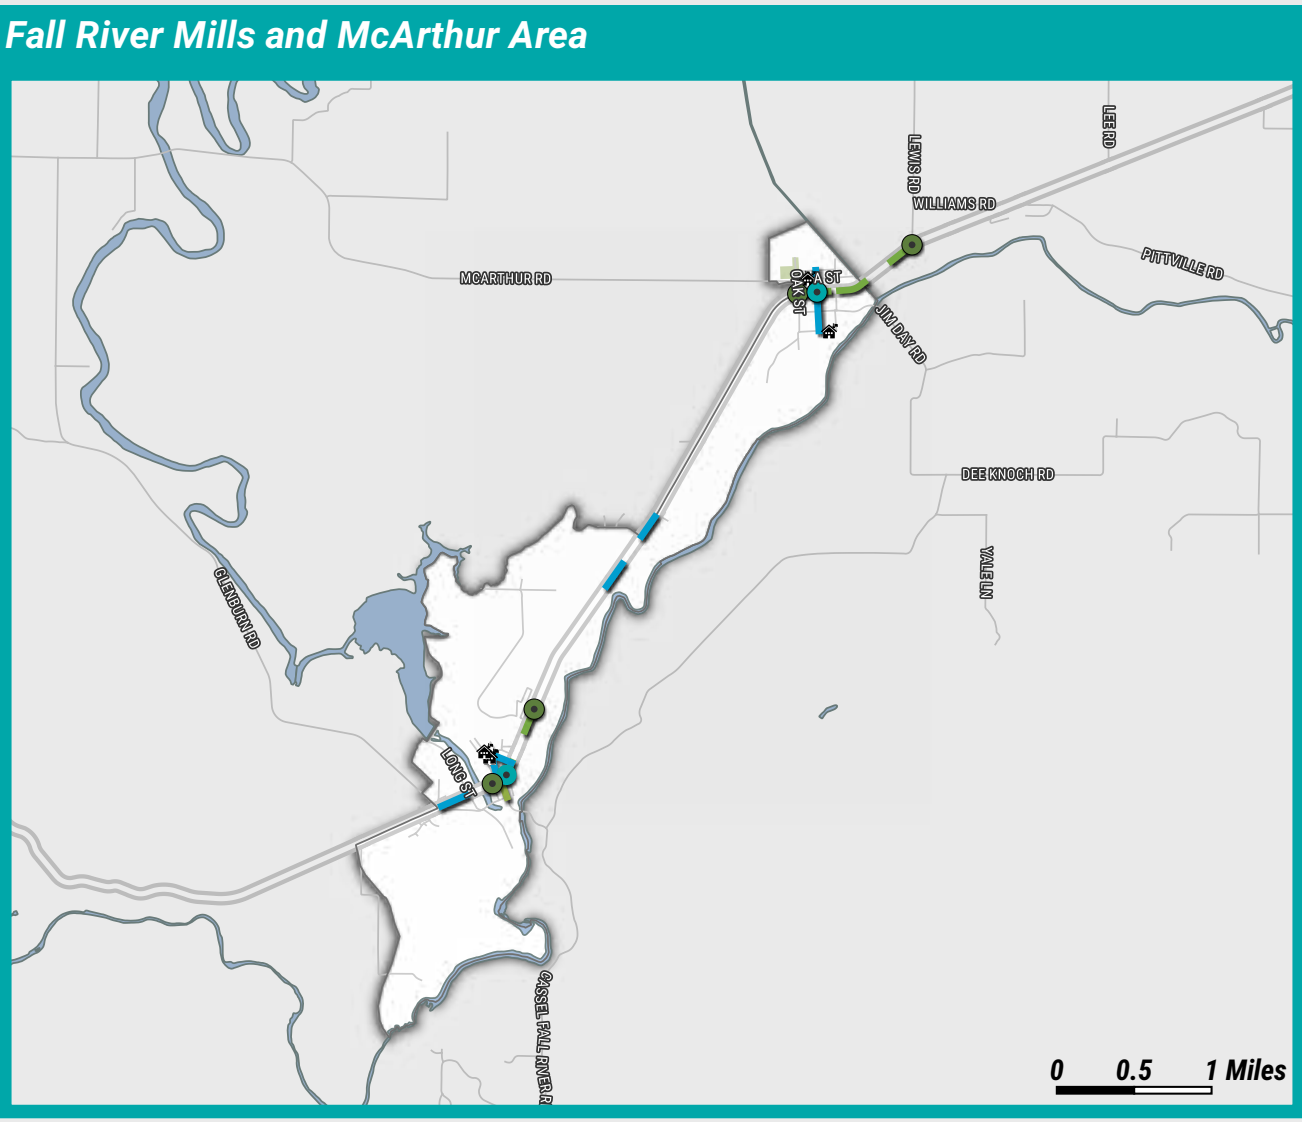 Fall River Mills and McArthur Area
LEE RD
LEWIS RD
WILLIAMS RD
PITTVILLE RD
MCARTHUR RD
A ST
OAK ST
JIM DAY RD
DEE KNOCH RD
YALE LN
GLENBURN RD
LONG ST
CASSEL FALL RIVER R
0 0.5 1 Miles